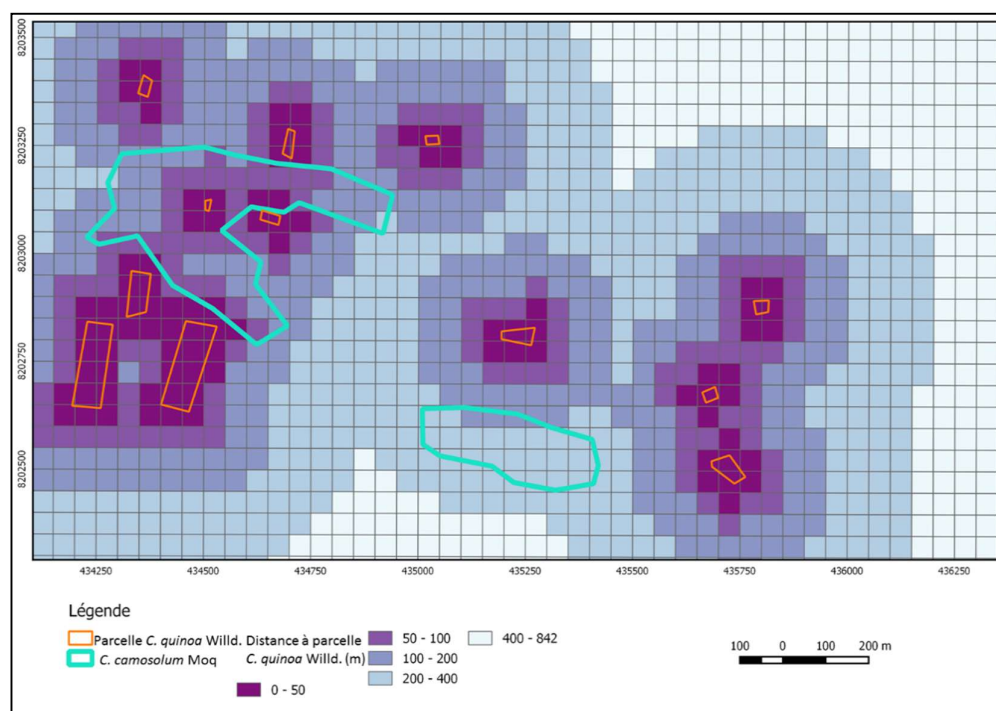 8203500
8203250
8203000
8202750
8202500
434250 434500 434750 435000 435250 435500 435750 436000 436250
Légende
Parcelle C. quinoa Willd. Distance à parcelle 50 - 100 400 - 842
C. camosolum Moq C. quinoa Willd. (m) 100 - 200
200 - 400
0 - 50
100 0 100 200 m